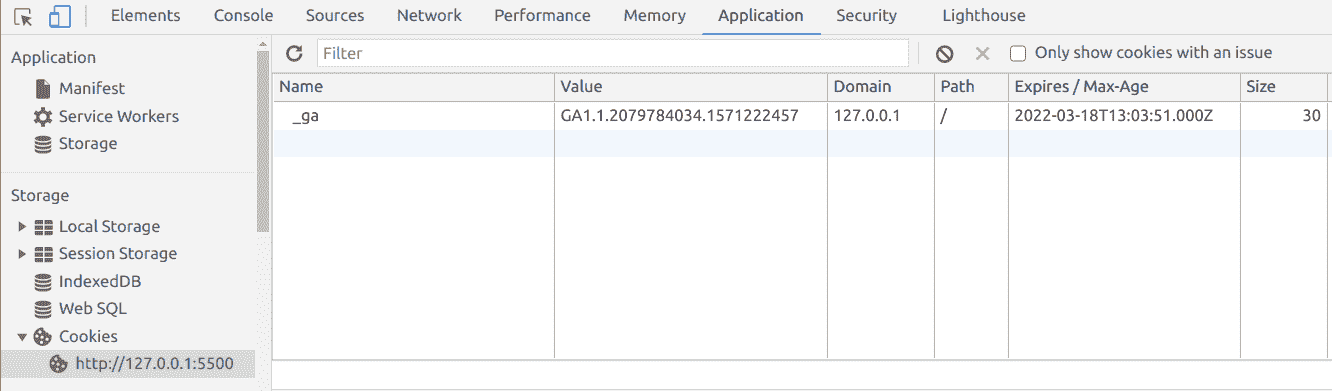 Elements Console Sources Network Performance Memory Application Security Lighthouse
Application
Manifest
Service Workers
Storage
Storage
Local Storage
Session Storage
IndexedDB
Web SQL
Cookies
http://127.0.0.1:5500
Filter
Only show cookies with an issue
Name Value Domain Path Expires / Max-Age Size
_ga GA1.1.2079784034.1571222457 127.0.0.1 / 2022-03-18T13:03:51.000Z 30